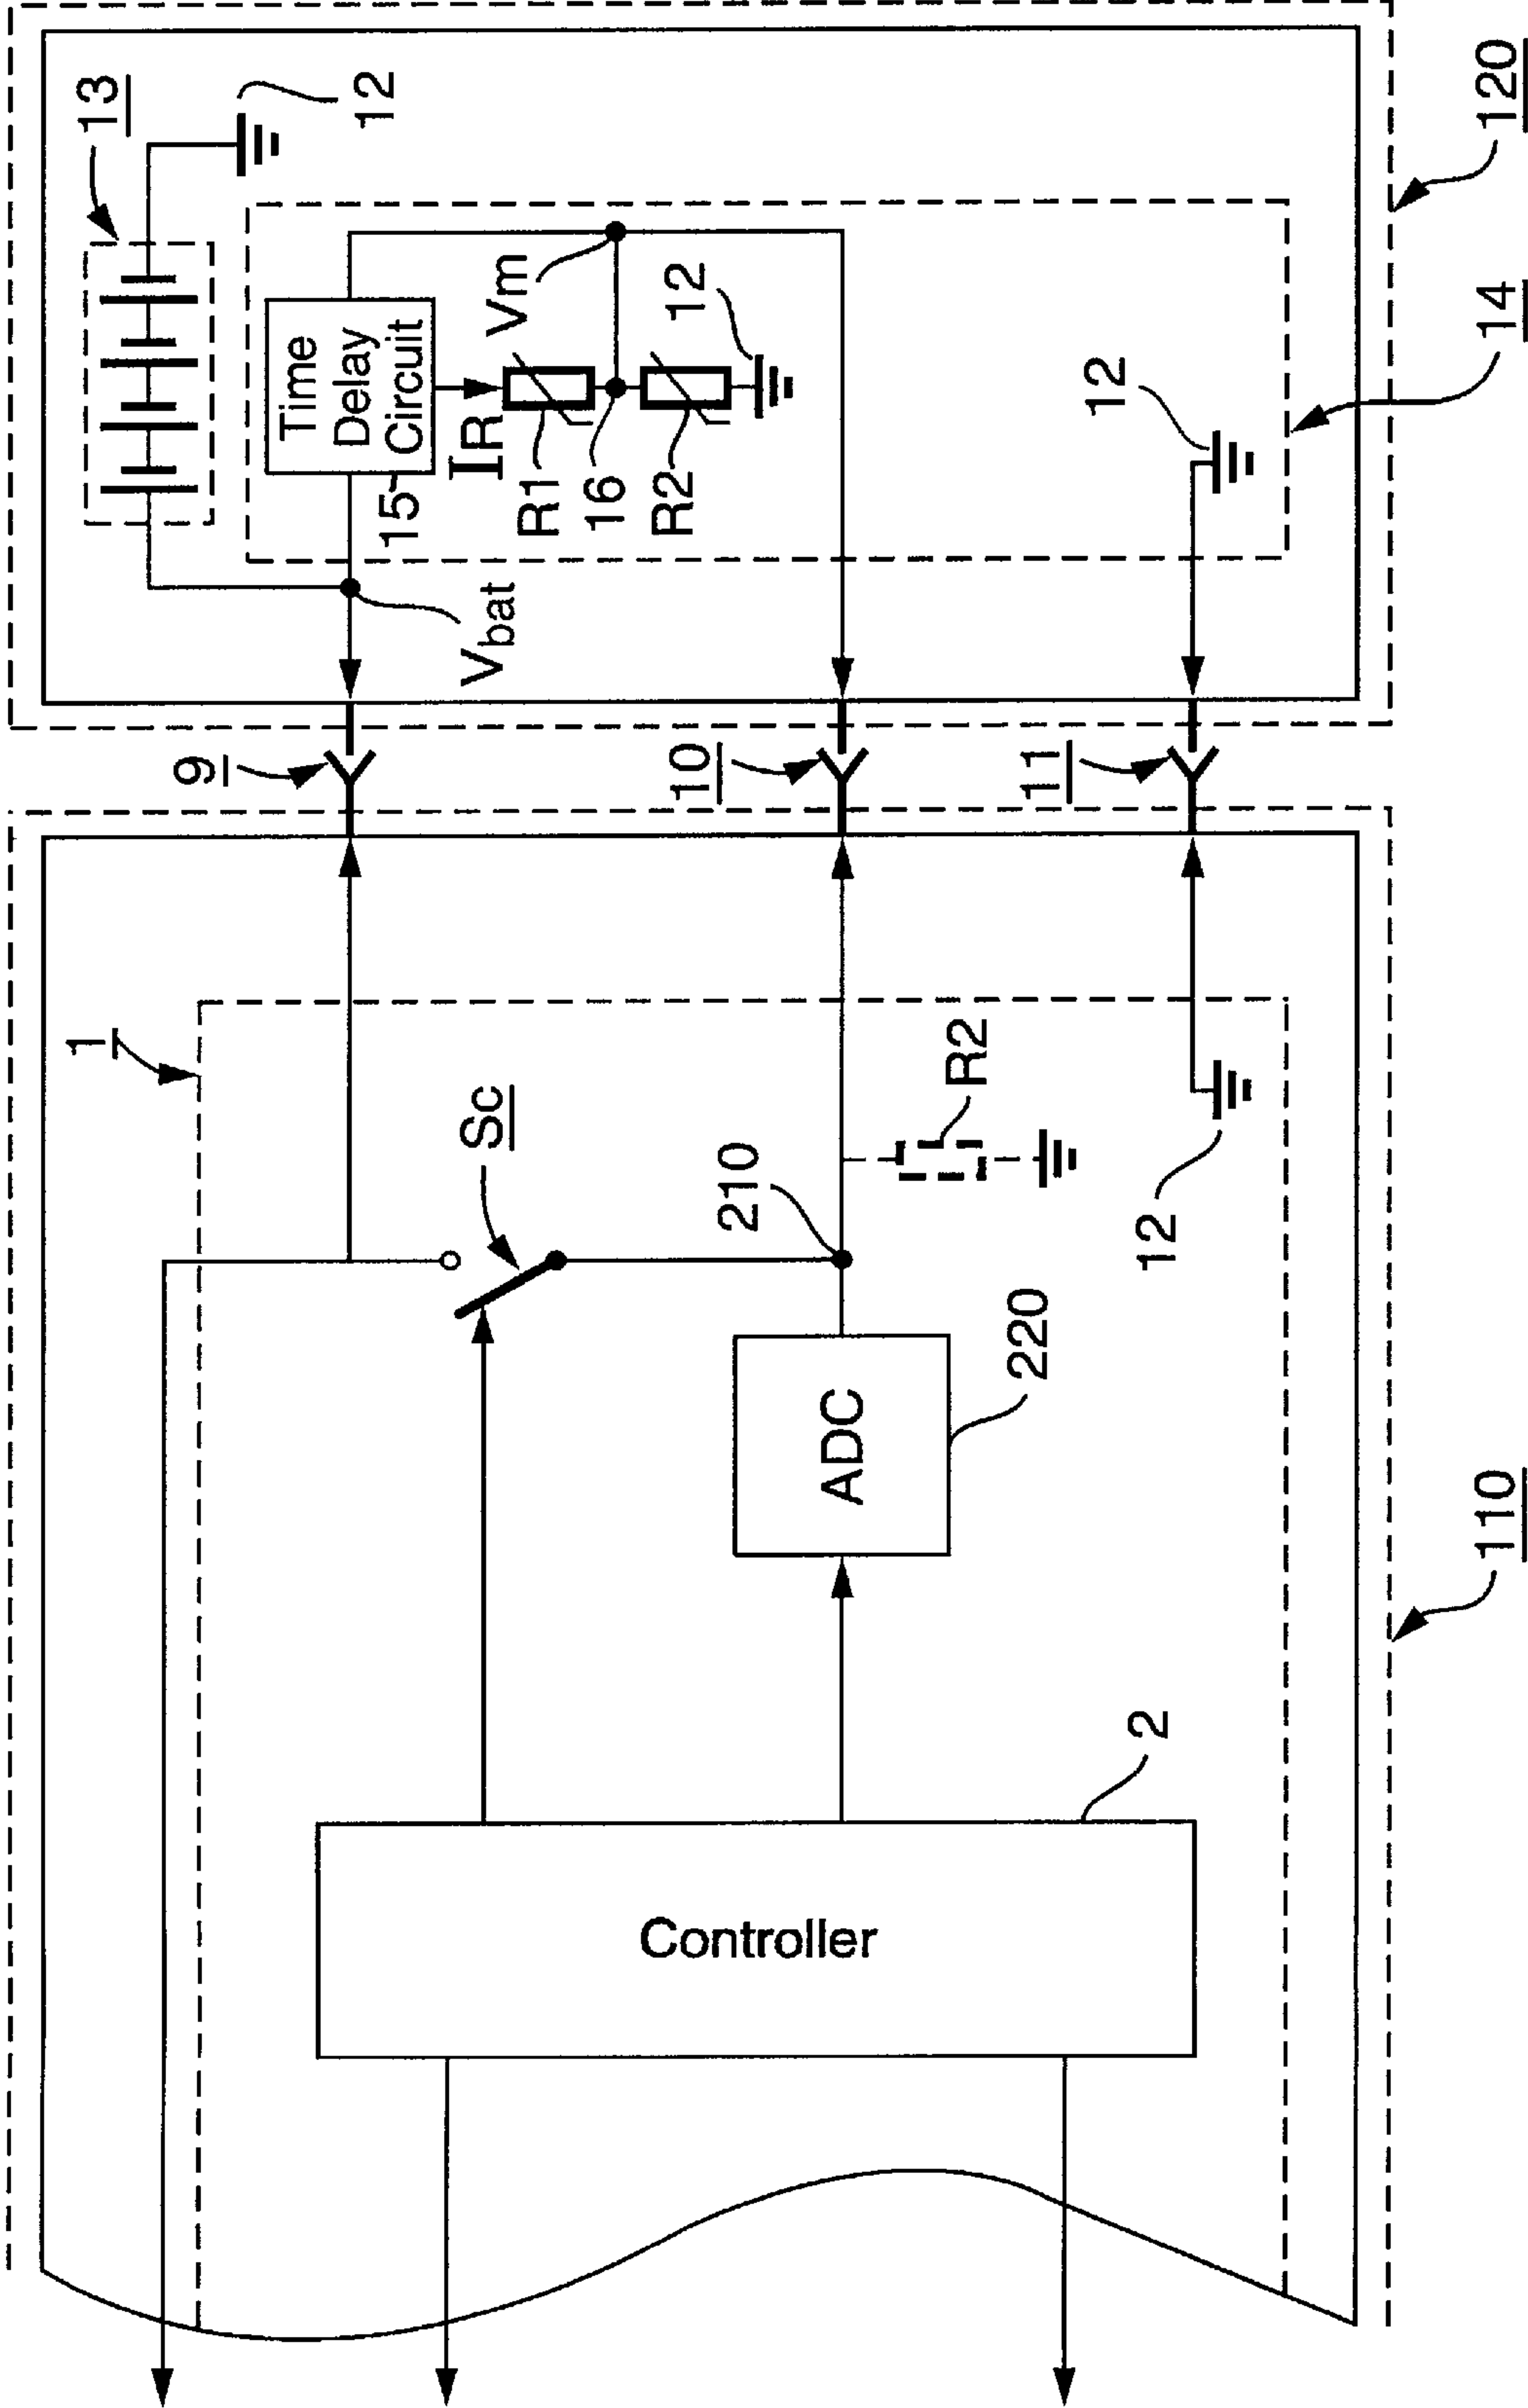 13
12
120
Time
Delay
Circuit
15
IR
R1
16
R2
Vm
12
Vbat
12
14
9
10
11
1
Sc
210
R2
12
ADC
220
Controller
2
110